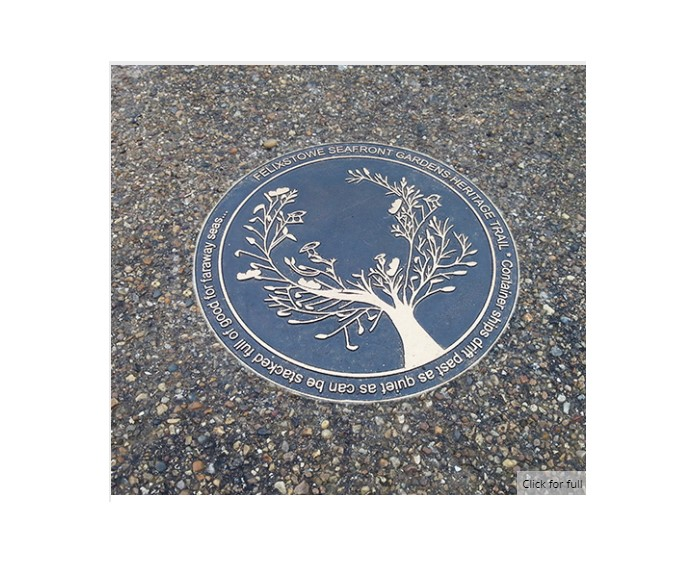 FELIXSTOWE SEAFRONT GARDENS HERITAGE TRAIL • Container ships drift past as quiet as can be stacked full of good for faraway seas...
Click for full